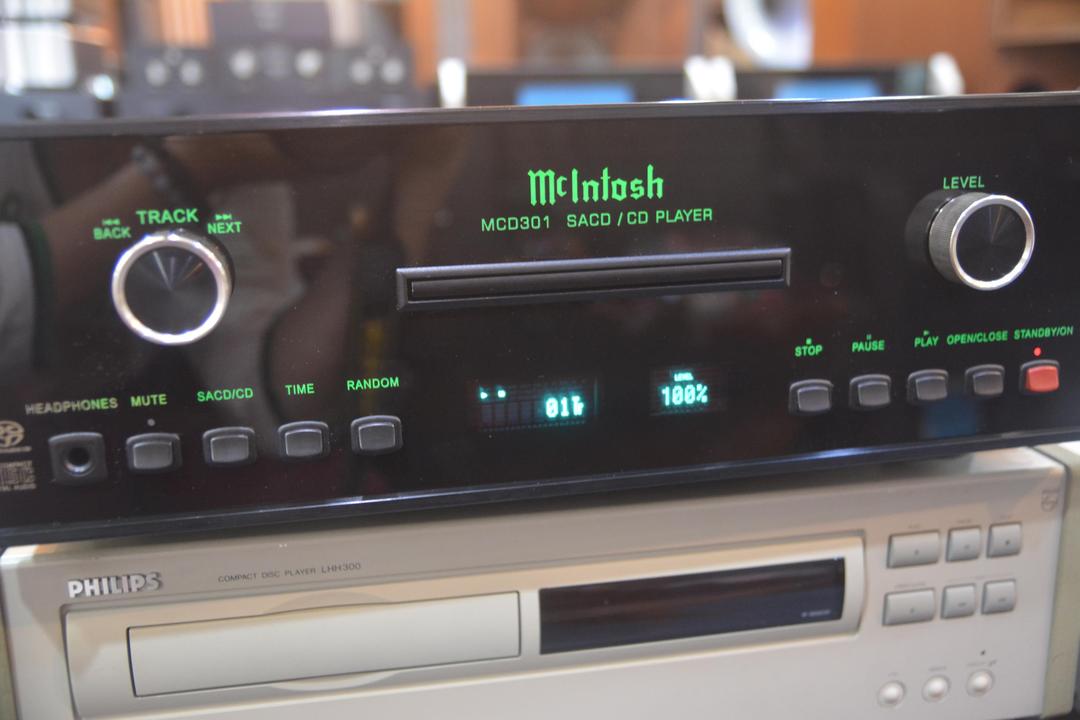 McIntosh
MCD301 SACD / CD PLAYER
TRACK
BACK
NEXT
LEVEL
HEADPHONES
MUTE
SACD/CD
TIME
RANDOM
LEVEL
100%
STOP
PAUSE
PLAY
OPEN/CLOSE
STANDBY/ON
PHILIPS
COMPACT DISC PLAYER LHH300